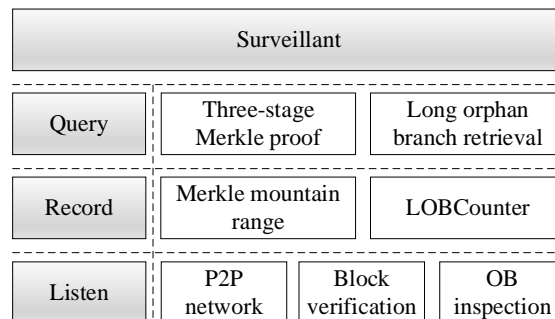 Surveillant
Query
Three-stage
Merkle proof
Long orphan
branch retrieval
Record
Merkle mountain
range
LOBCounter
Listen
P2P
network
Block
verification
OB
inspection